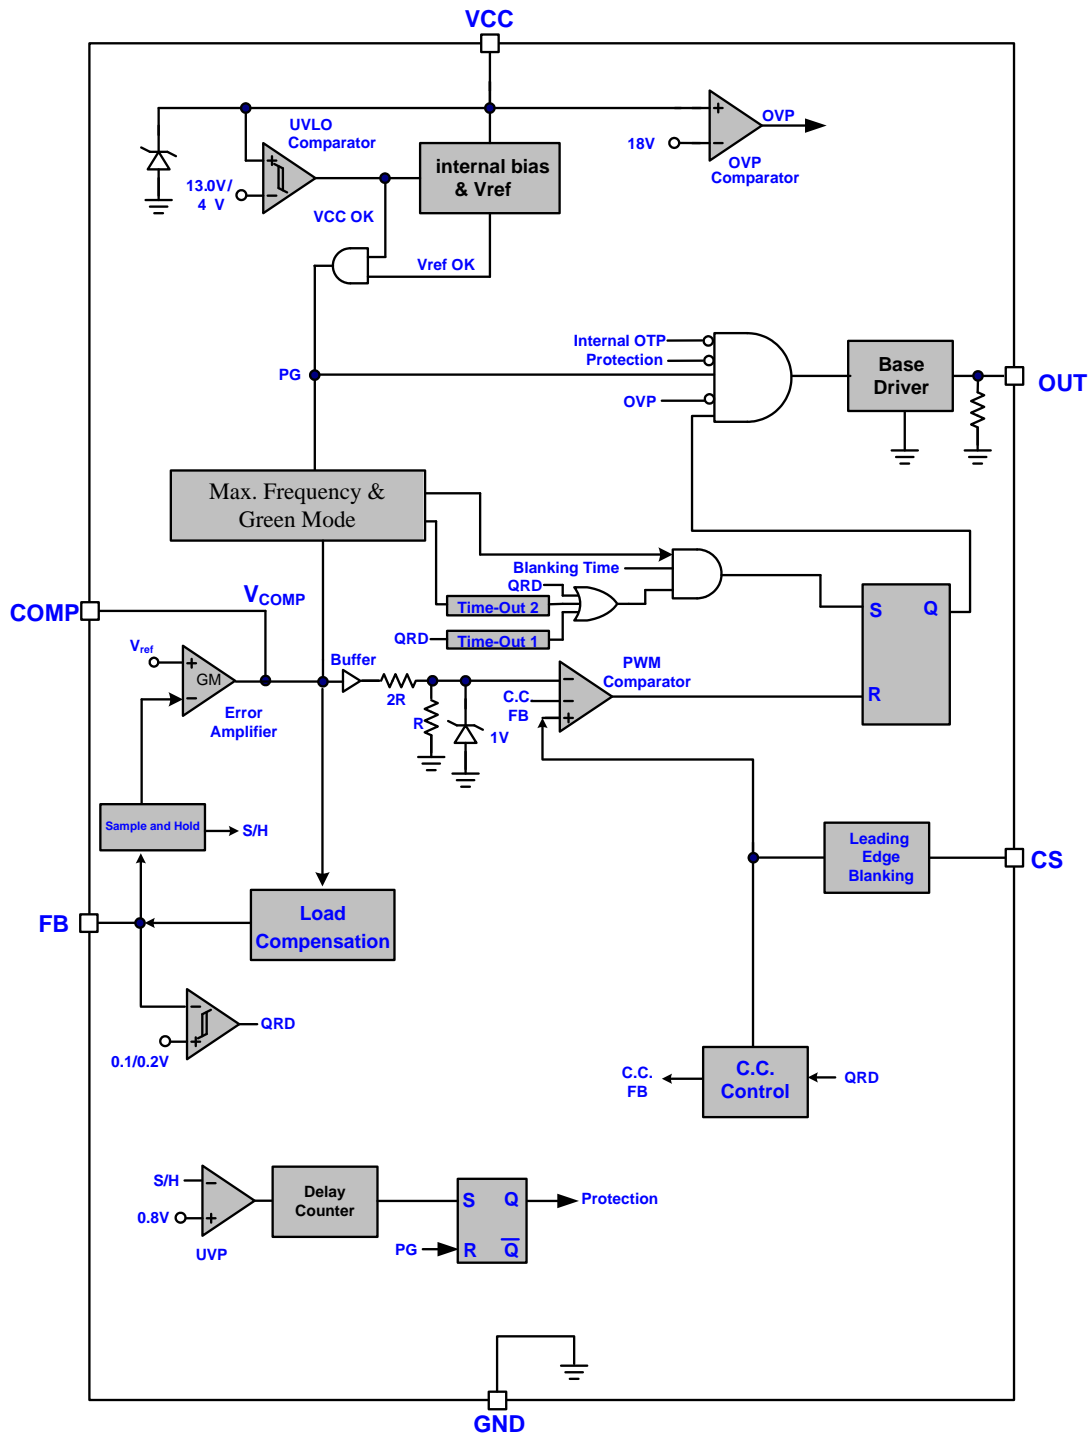 VCC
UVLO
Comparator
13.0V/
4 V
internal bias
& Vref
VCC OK
Vref OK
18V
+
−
OVP
OVP
Comparator
Internal OTP
Protection
PG
OVP
Base
Driver
OUT
Max. Frequency &
Green Mode
Blanking Time
QRD
Time-Out 2
QRD
Time-Out 1
S
Q
R
COMP
VCOMP
Vref
+
GM
−
Error
Amplifier
Buffer
2R
R
1V
C.C
FB
−
−
+
PWM
Comparator
Sample and Hold
S/H
Leading
Edge
Blanking
CS
FB
Load
Compensation
−
+
QRD
0.1/0.2V
C.C.
FB
C.C.
Control
QRD
S/H
−
0.8V
+
UVP
Delay
Counter
S
Q
Protection
PG
R
Q
GND